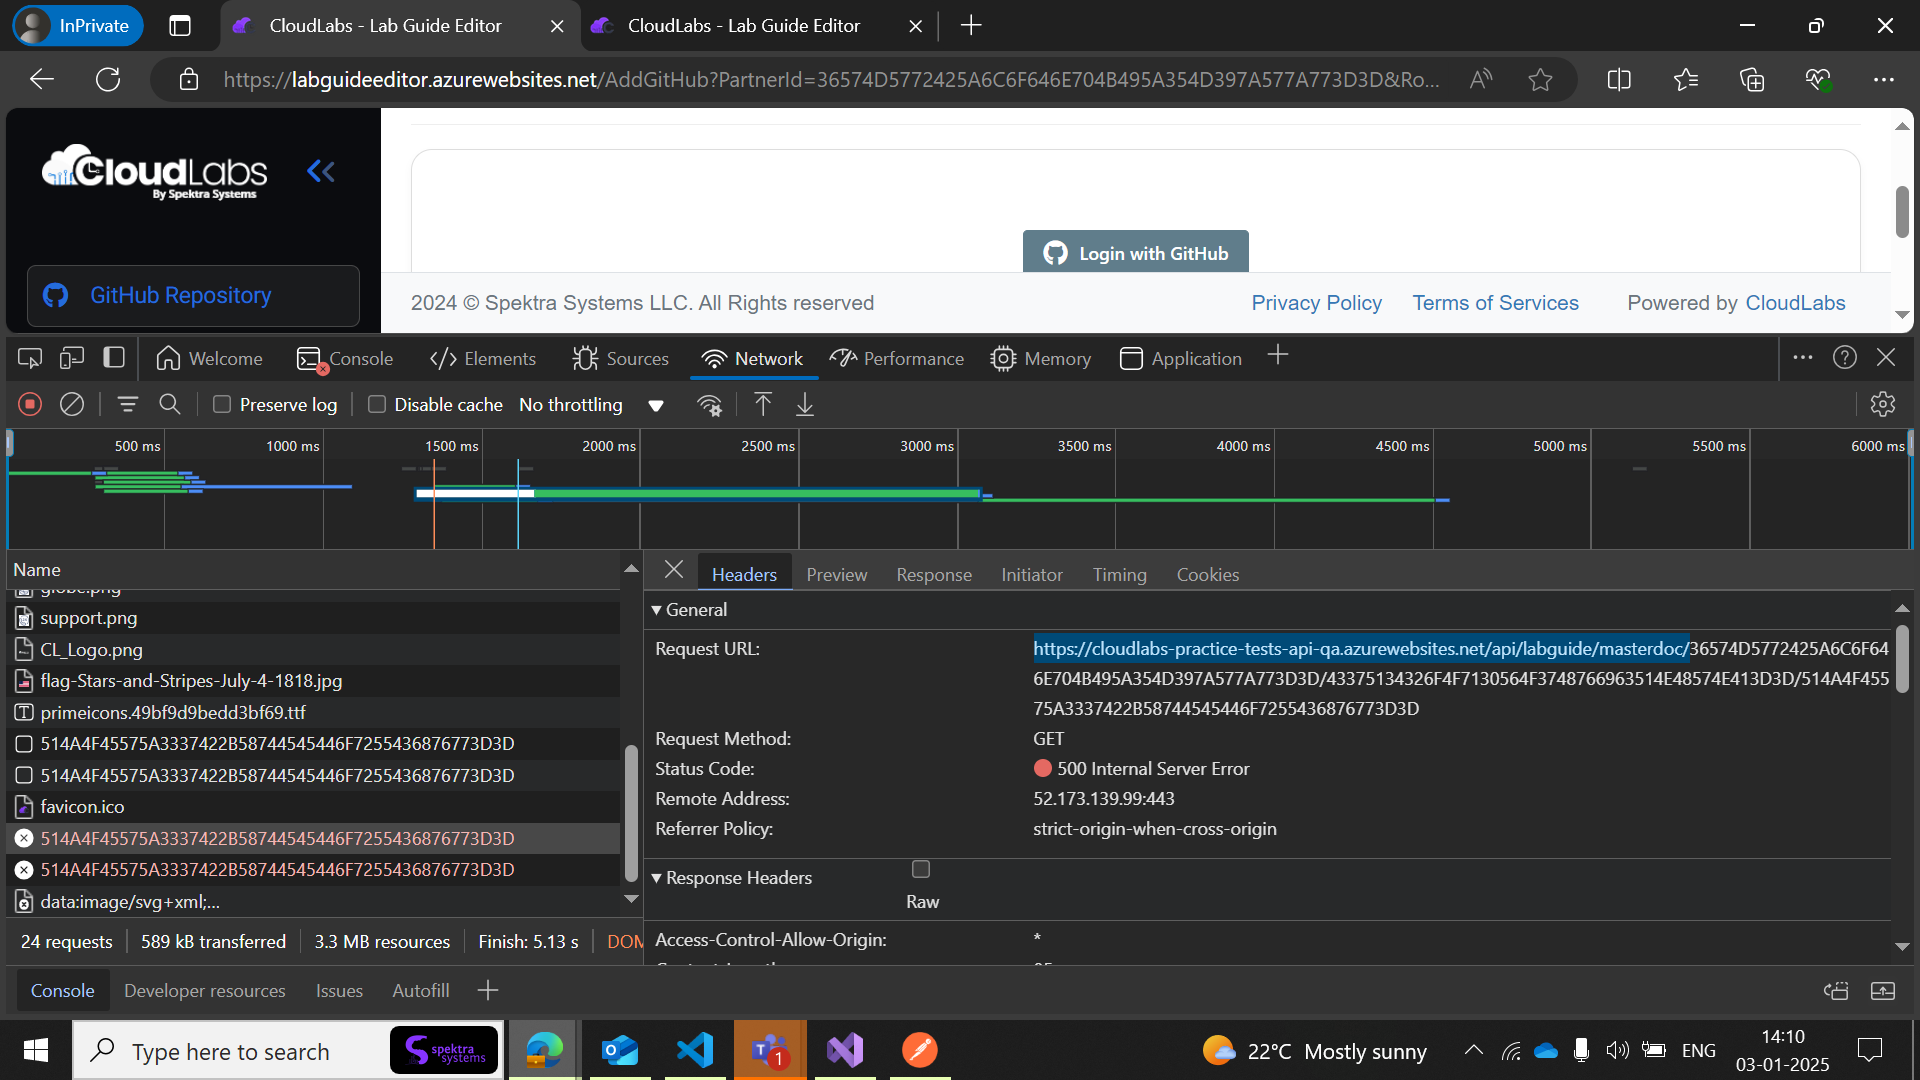 InPrivate
CloudLabs - Lab Guide Editor
CloudLabs - Lab Guide Editor
https://labguideeditor.azurewebsites.net/AddGitHub?PartnerId=36574D5772425A6C6F646E704B495A354D397A577A773D3D&Ro...
CloudLabs
By Spektra Systems
Login with GitHub
GitHub Repository
2024 © Spektra Systems LLC. All Rights reserved
Privacy Policy
Terms of Services
Powered by CloudLabs
Welcome
Console
Elements
Sources
Network
Performance
Memory
Application
Preserve log
Disable cache
No throttling
500 ms
1000 ms
1500 ms
2000 ms
2500 ms
3000 ms
3500 ms
4000 ms
4500 ms
5000 ms
5500 ms
6000 ms
Name
globe.png
support.png
CL_Logo.png
flag-Stars-and-Stripes-July-4-1818.jpg
primeicons.49bf9d9bedd3bf69.ttf
514A4F45575A3337422B58744545446F7255436876773D3D
514A4F45575A3337422B58744545446F7255436876773D3D
favicon.ico
514A4F45575A3337422B58744545446F7255436876773D3D
514A4F45575A3337422B58744545446F7255436876773D3D
data:image/svg+xml;...
24 requests
589 kB transferred
3.3 MB resources
Finish: 5.13 s
DOM
Headers
Preview
Response
Initiator
Timing
Cookies
General
Request URL:
https://cloudlabs-practice-tests-api-qa.azurewebsites.net/api/labguide/masterdoc/36574D5772425A6C6F64
6E704B495A354D397A577A773D3D/43375134326F4F7130564F3748766963514E48574E413D3D/514A4F455
75A3337422B58744545446F7255436876773D3D
Request Method:
GET
Status Code:
500 Internal Server Error
Remote Address:
52.173.139.99:443
Referrer Policy:
strict-origin-when-cross-origin
Response Headers
Raw
Access-Control-Allow-Origin:
*
Console
Developer resources
Issues
Autofill
Type here to search
spektra
systems
1
22°C Mostly sunny
ENG
14:10
03-01-2025